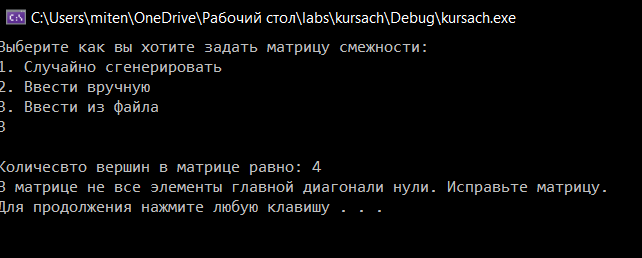 C:\Users\miten\OneDrive\Рабочий стол\labs\kursach\Debug\kursach.exe
Выберите как вы хотите задать матрицу смежности:
1. Случайно сгенерировать
2. Ввести вручную
3. Ввести из файла
3
Количесвто вершин в матрице равно: 4
В матрице не все элементы главной диагонали нули. Исправьте матрицу.
Для продолжения нажмите любую клавишу . . .